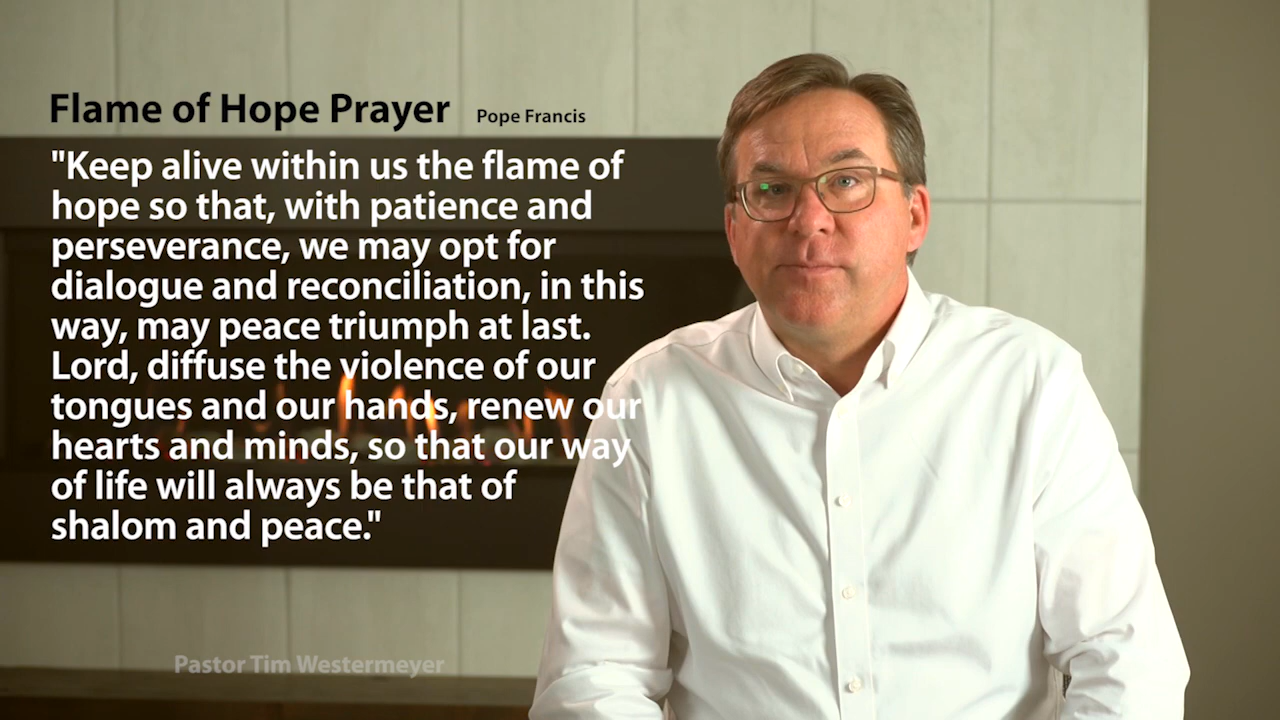 Flame of Hope Prayer Pope Francis
"Keep alive within us the flame of
hope so that, with patience and
perseverance, we may opt for
dialogue and reconciliation, in this
way, may peace triumph at last.
Lord, diffuse the violence of our
tongues and our hands, renew our
hearts and minds, so that our way
of life will always be that of
shalom and peace."
Pastor Tim Westermeyer